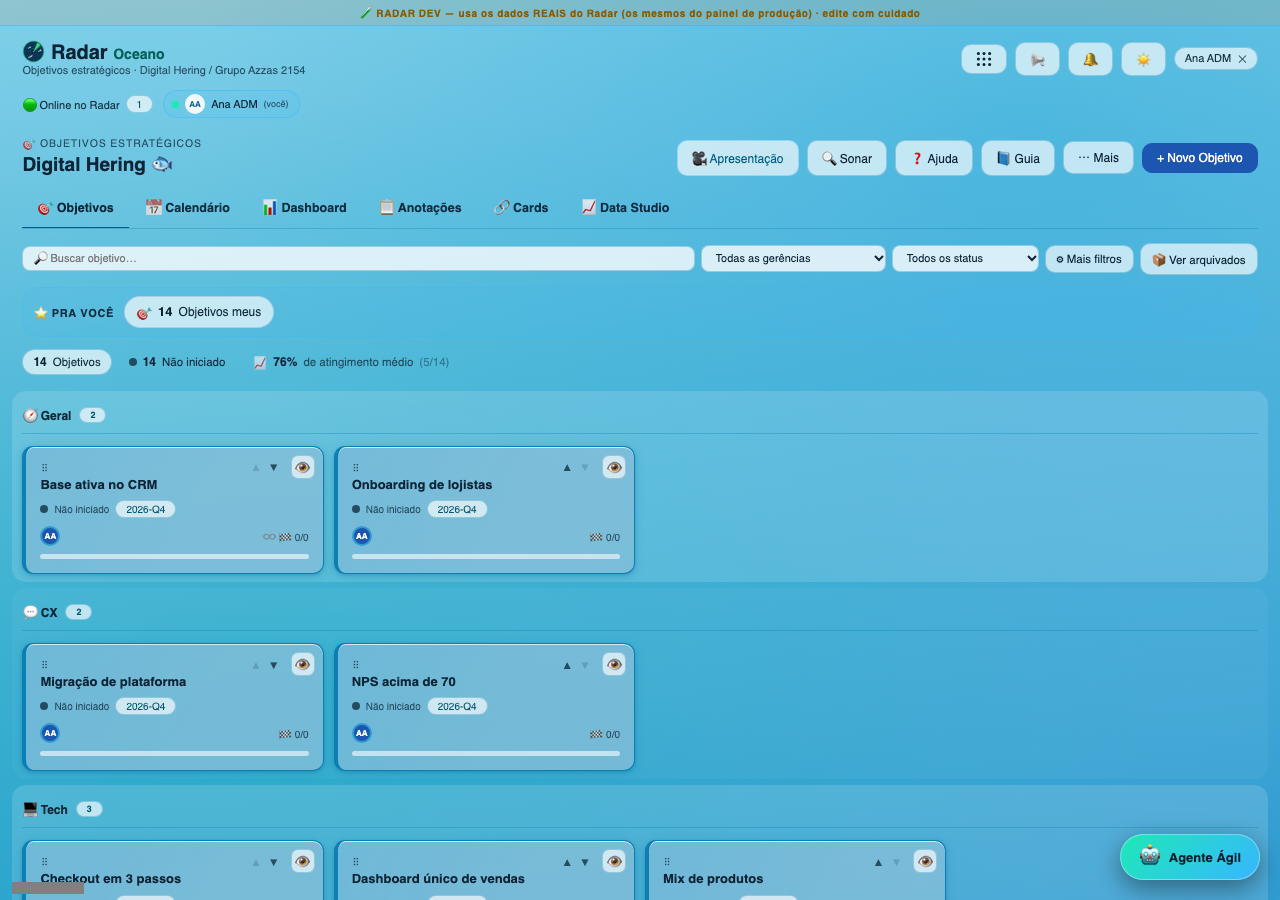 RADAR DEV — usa os dados REAIS do Radar (os mesmos do painel de produção) · edite com cuidado
Radar Oceano
Objetivos estratégicos · Digital Hering / Grupo Azzas 2154
Ana ADM ×
Online no Radar 1 AA Ana ADM (você)
OBJETIVOS ESTRATÉGICOS
Digital Hering
Apresentação Sonar Ajuda Guia ··· Mais + Novo Objetivo
Objetivos Calendário Dashboard Anotações Cards Data Studio
Buscar objetivo… Todas as gerências Todos os status Mais filtros Ver arquivados
PRA VOCÊ 14 Objetivos meus
14 Objetivos 14 Não iniciado 76% de atingimento médio (5/14)
Geral 2
Base ativa no CRM Onboarding de lojistas
Não iniciado 2026-Q4 Não iniciado 2026-Q4
AA 0/0 AA 0/0
CX 2
Migração de plataforma NPS acima de 70
Não iniciado 2026-Q4 Não iniciado 2026-Q4
AA 0/0 AA 0/0
Tech 3
Checkout em 3 passos Dashboard único de vendas Mix de produtos
Agente Ágil